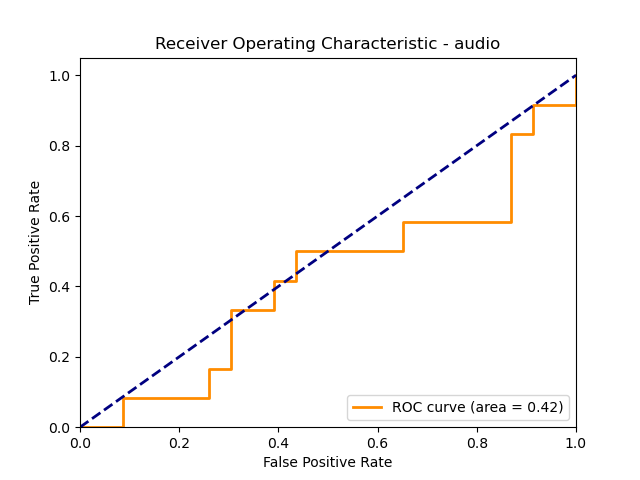 Receiver Operating Characteristic - audio
True Positive Rate
1.0
0.8
0.6
0.4
0.2
0.0
ROC curve (area = 0.42)
0.0 0.2 0.4 0.6 0.8 1.0
False Positive Rate